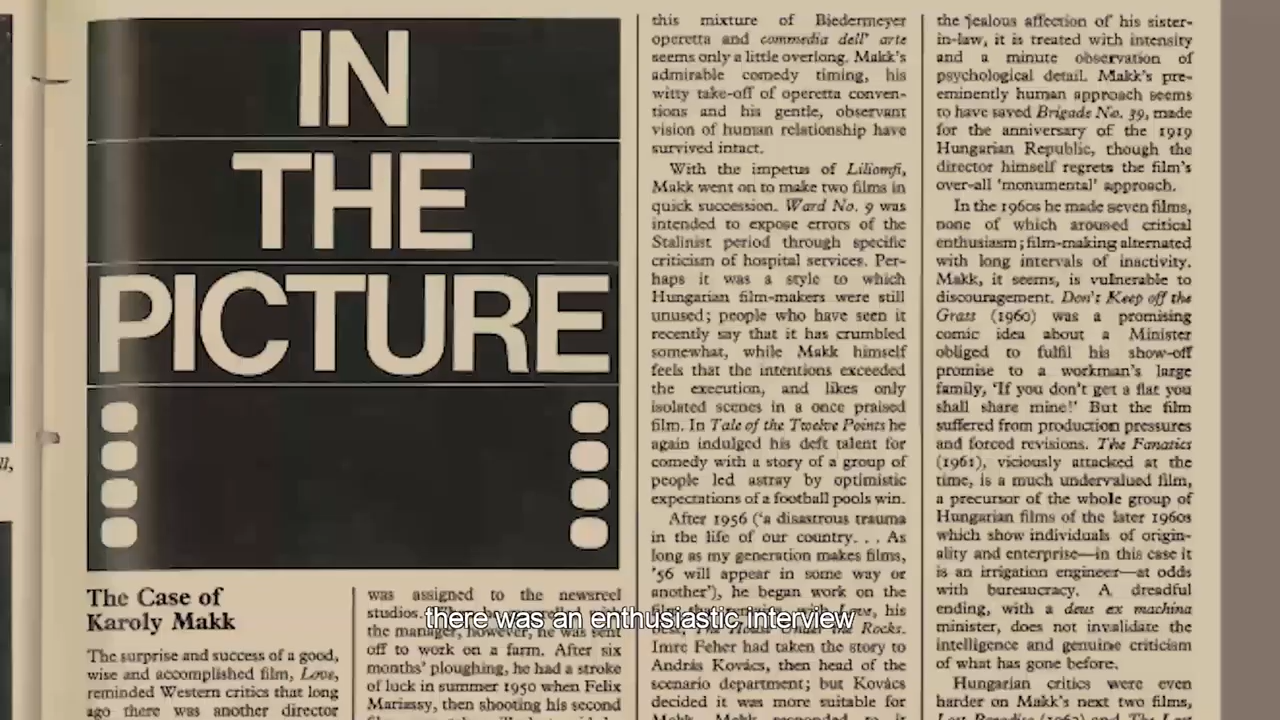 IN
THE
PICTURE
The Case of
Karoly Makk
The surprise and success of a good,
wise and accomplished film, Love,
reminded Western critics that long
ago there was another director
was assigned to the newsreel
studios.
the manager, however, he was sent
off to work on a farm. After six
months' ploughing, he had a stroke
of luck in summer 1950 when Felix
Mariassy, then shooting his second
this mixture of Biedermeyer
operetta and commedia dell' arte
seems only a little overlong. Makk's
admirable comedy timing, his
witty take-off of operetta conven-
tions and his gentle, observant
vision of human relationship have
survived intact.
With the impetus of Liliomfi,
Makk went on to make two films in
quick succession. Ward No. 9 was
intended to expose errors of the
Stalinist period through specific
criticism of hospital services. Per-
haps it was a style to which
Hungarian film-makers were still
unused; people who have seen it
recently say that it has crumbled
somewhat, while Makk himself
feels that the intentions exceeded
the execution, and likes only
isolated scenes in a once praised
film. In Tale of the Twelve Points he
again indulged his deft talent for
comedy with a story of a group of
people led astray by optimistic
expectations of a football pools win.
After 1956 ('a disastrous trauma
in the life of our country. . . As
long as my generation makes films,
'56 will appear in some way or
another'), he began work on the
Love, his
best, The House Under the Rocks.
Imre Feher had taken the story to
András Kovács, then head of the
scenario department; but Kovács
decided it was more suitable for
Makk. Makk responded to it
the jealous affection of his sister-
in-law, it is treated with intensity
and a minute observation of
psychological detail. Makk's pre-
eminently human approach seems
to have saved Brigade No. 39, made
for the anniversary of the 1919
Hungarian Republic, though the
director himself regrets the film's
over-all 'monumental' approach.
In the 1960s he made seven films,
none of which aroused critical
enthusiasm; film-making alternated
with long intervals of inactivity.
Makk, it seems, is vulnerable to
discouragement. Don't Keep off the
Grass (1960) was a promising
comic idea about a Minister
obliged to fulfil his show-off
promise to a workman's large
family, 'If you don't get a flat you
shall share mine!' But the film
suffered from production pressures
and forced revisions. The Fanatics
(1961), viciously attacked at the
time, is a much undervalued film,
a precursor of the whole group of
Hungarian films of the later 1960s
which show individuals of origin-
ality and enterprise—in this case it
is an irrigation engineer—at odds
with bureaucracy. A dreadful
ending, with a deus ex machina
minister, does not invalidate the
intelligence and genuine criticism
of what has gone before.
Hungarian critics were even
harder on Makk's next two films,
there was an enthusiastic interview